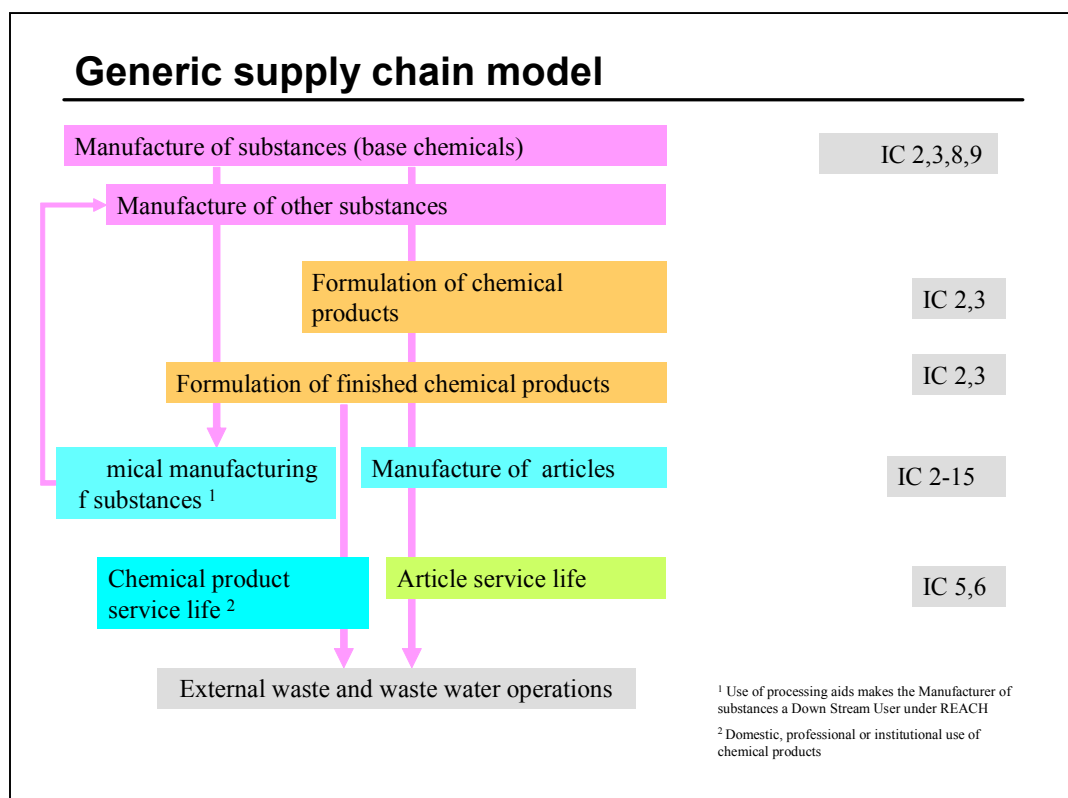 Generic supply chain model
Manufacture of substances (base chemicals)
IC 2,3,8,9
Manufacture of other substances
Formulation of chemical
products
IC 2,3
Formulation of finished chemical products
IC 2,3
mical manufacturing
f substances ¹
Manufacture of articles
IC 2-15
Chemical product
service life ²
Article service life
IC 5,6
External waste and waste water operations
¹ Use of processing aids makes the Manufacturer of
substances a Down Stream User under REACH
² Domestic, professional or institutional use of
chemical products